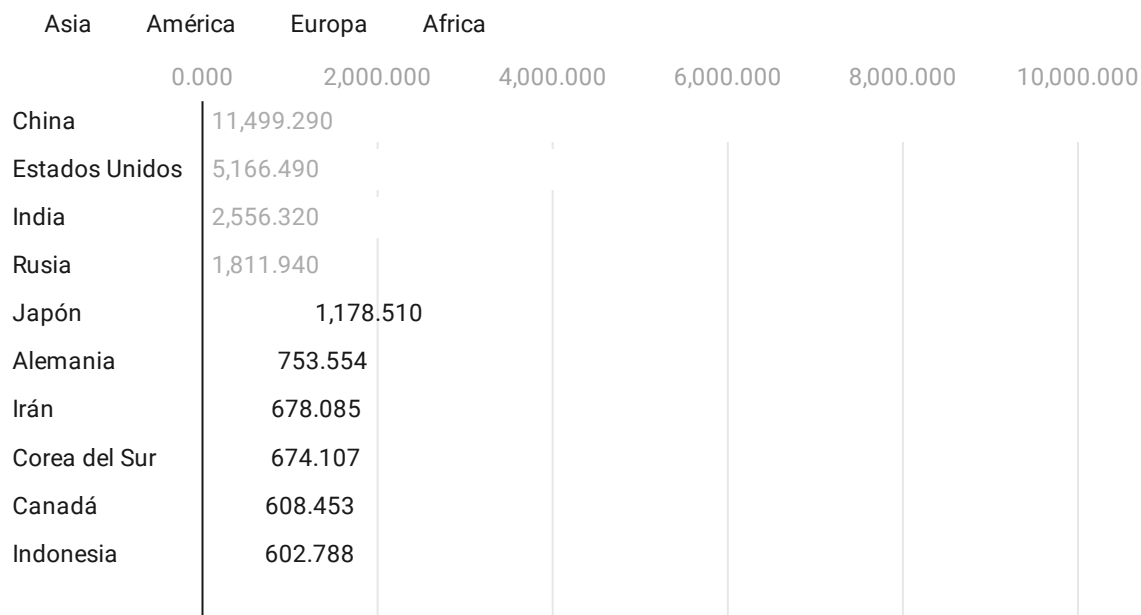 Asia América Europa Africa
0.000 2,000.000 4,000.000 6,000.000 8,000.000 10,000.000
China 11,499.290
Estados Unidos 5,166.490
India 2,556.320
Rusia 1,811.940
Japón 1,178.510
Alemania 753.554
Irán 678.085
Corea del Sur 674.107
Canadá 608.453
Indonesia 602.788